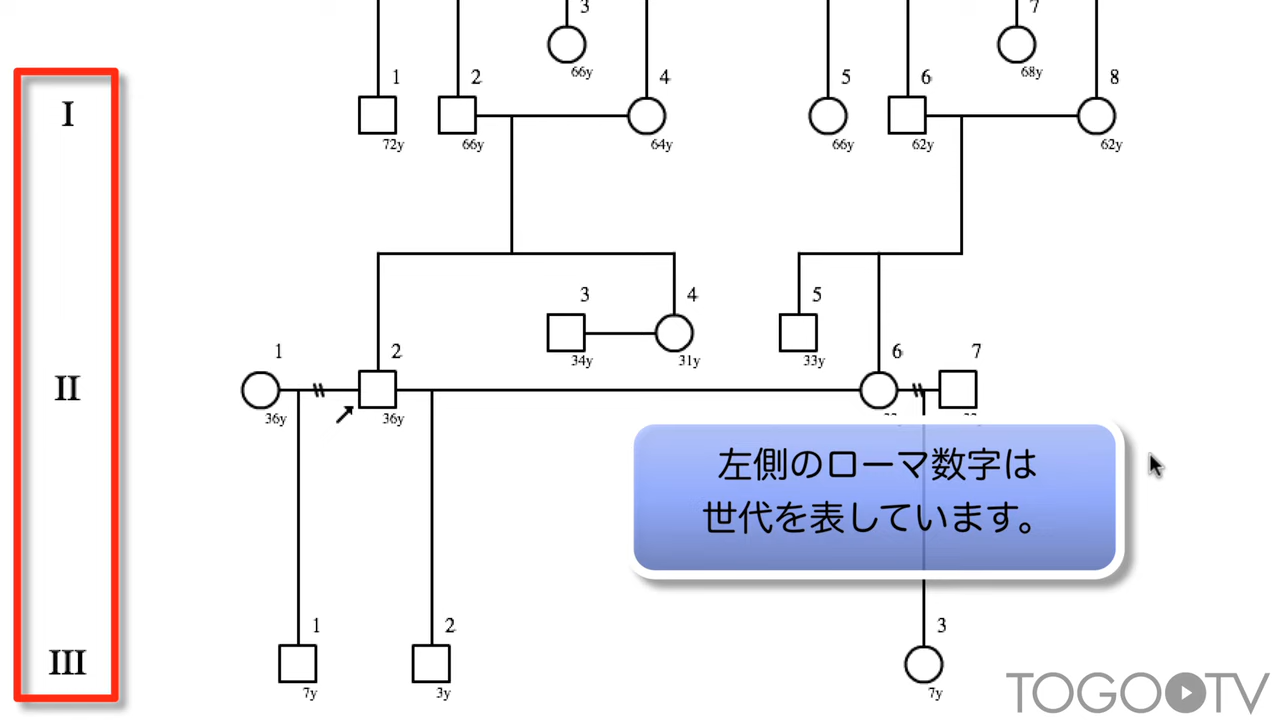 3 7
66y 68y
1 2 4 5 6 8
I
72y 66y 64y 66y 62y 62y
3 4 5
34y 31y 33y
1 2 6 7
II
36y 36y
左側のローマ数字は
世代を表しています。
1 2 3
III
7y 3y 7y
TOGOTV